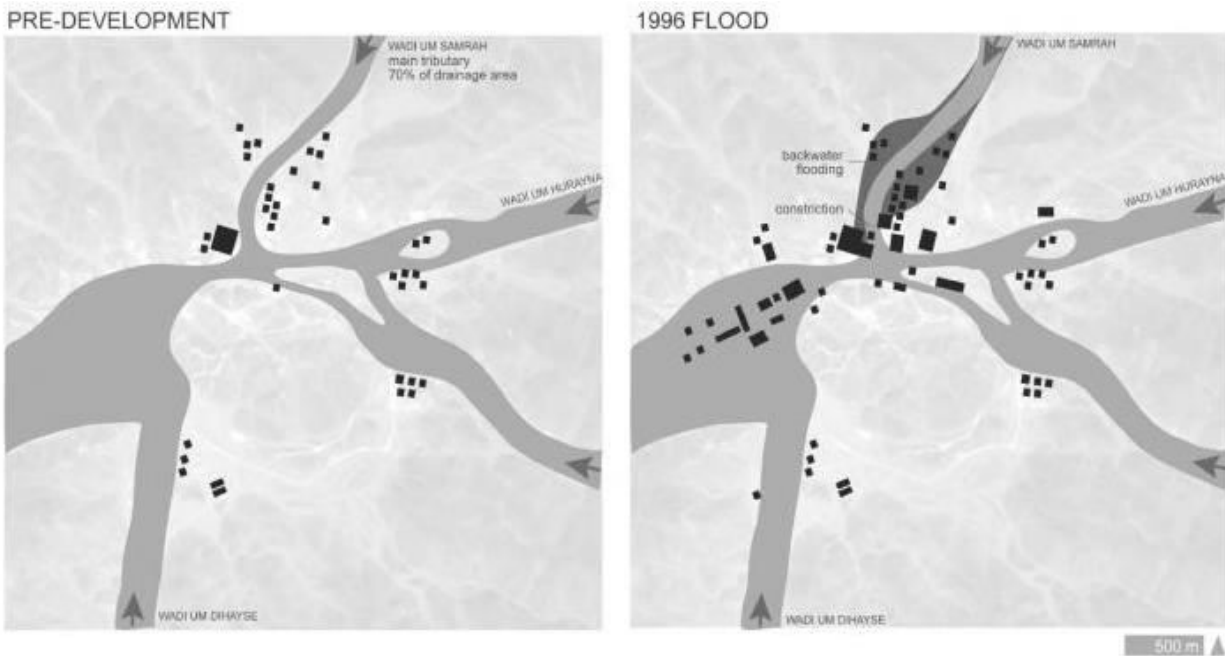 PRE-DEVELOPMENT
WADI UM SAMRAH
main tributary
70% of drainage area
WADI UM HURAYNA
WADI UM DIHAYSE
1996 FLOOD
WADI UM SAMRAH
backwater
flooding
constriction
WADI UM HURAYNA
WADI UM DIHAYSE
500 m